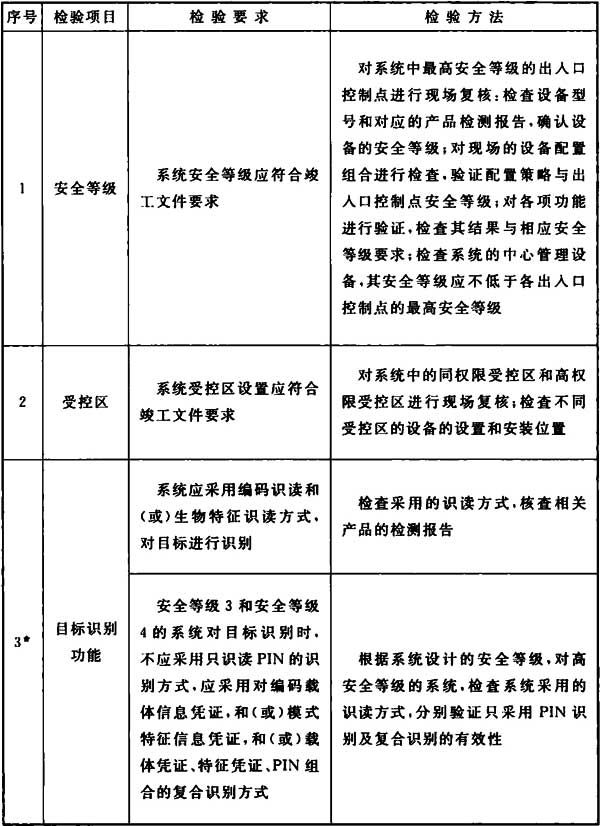 序号 检验项目 检验要求 检验方法
1
安全等级
系统安全等级应符合竣
工文件要求
对系统中最高安全等级的出入口
控制点进行现场复核;检查设备型
号和对应的产品检测报告,确认设
备的安全等级;对现场的设备配置
组合进行检查,验证配置策略与出
入口控制点安全等级;对各项功能
进行验证,检查其结果与相应安全
等级要求;检查系统的中心管理设
备,其安全等级应不低于各出入口
控制点的最高安全等级
2
受控区
系统受控区设置应符合
竣工文件要求
对系统中的同权限受控区和高权
限受控区进行现场复核;检查不同
受控区的设备的设置和安装位置
3*
目标识别
功能
系统应采用编码识读和
(或)生物特征识读方式,
对目标进行识别
检查采用的识读方式,核查相关
产品的检测报告
安全等级3和安全等级
4的系统对目标识别时,
不应采用只识读PIN的识
别方式,应采用对编码载
体信息凭证,和(或)模式
特征信息凭证,和(或)载
体凭证、特征凭证、PIN组
合的复合识别方式
根据系统设计的安全等级,对高
安全等级的系统,检查系统采用的
识读方式,分别验证只采用PIN识
别及复合识别的有效性